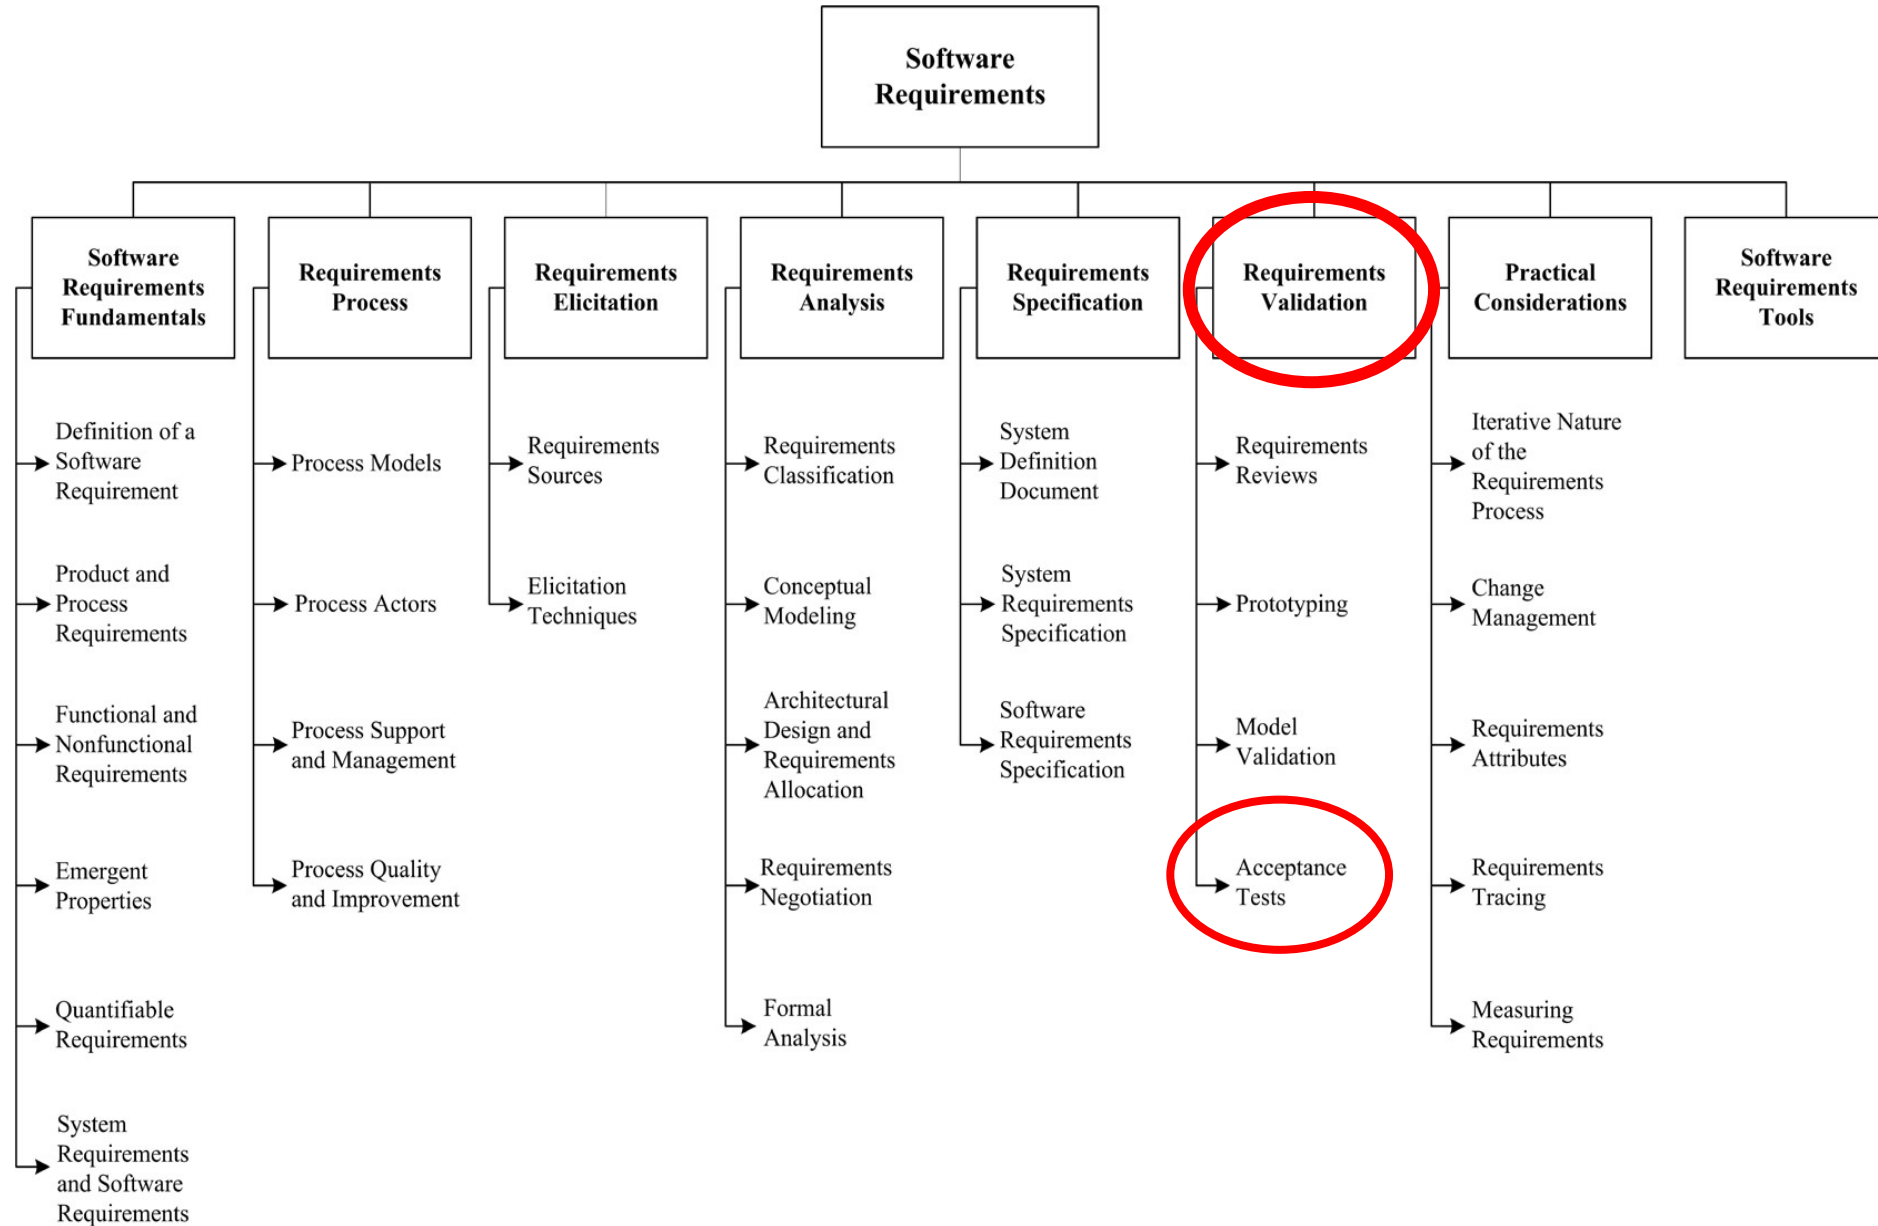 Software
Requirements
Software
Requirements
Fundamentals
Requirements
Process
Requirements
Elicitation
Requirements
Analysis
Requirements
Specification
Requirements
Validation
Practical
Considerations
Software
Requirements
Tools
Definition of a
Software
Requirement
Product and
Process
Requirements
Functional and
Nonfunctional
Requirements
Emergent
Properties
Quantifiable
Requirements
System
Requirements
and Software
Requirements
Process Models
Process Actors
Process Support
and Management
Process Quality
and Improvement
Requirements
Sources
Elicitation
Techniques
Requirements
Classification
Conceptual
Modeling
Architectural
Design and
Requirements
Allocation
Requirements
Negotiation
Formal
Analysis
System
Definition
Document
System
Requirements
Specification
Software
Requirements
Specification
Requirements
Reviews
Prototyping
Model
Validation
Acceptance
Tests
Iterative Nature
of the
Requirements
Process
Change
Management
Requirements
Attributes
Requirements
Tracing
Measuring
Requirements